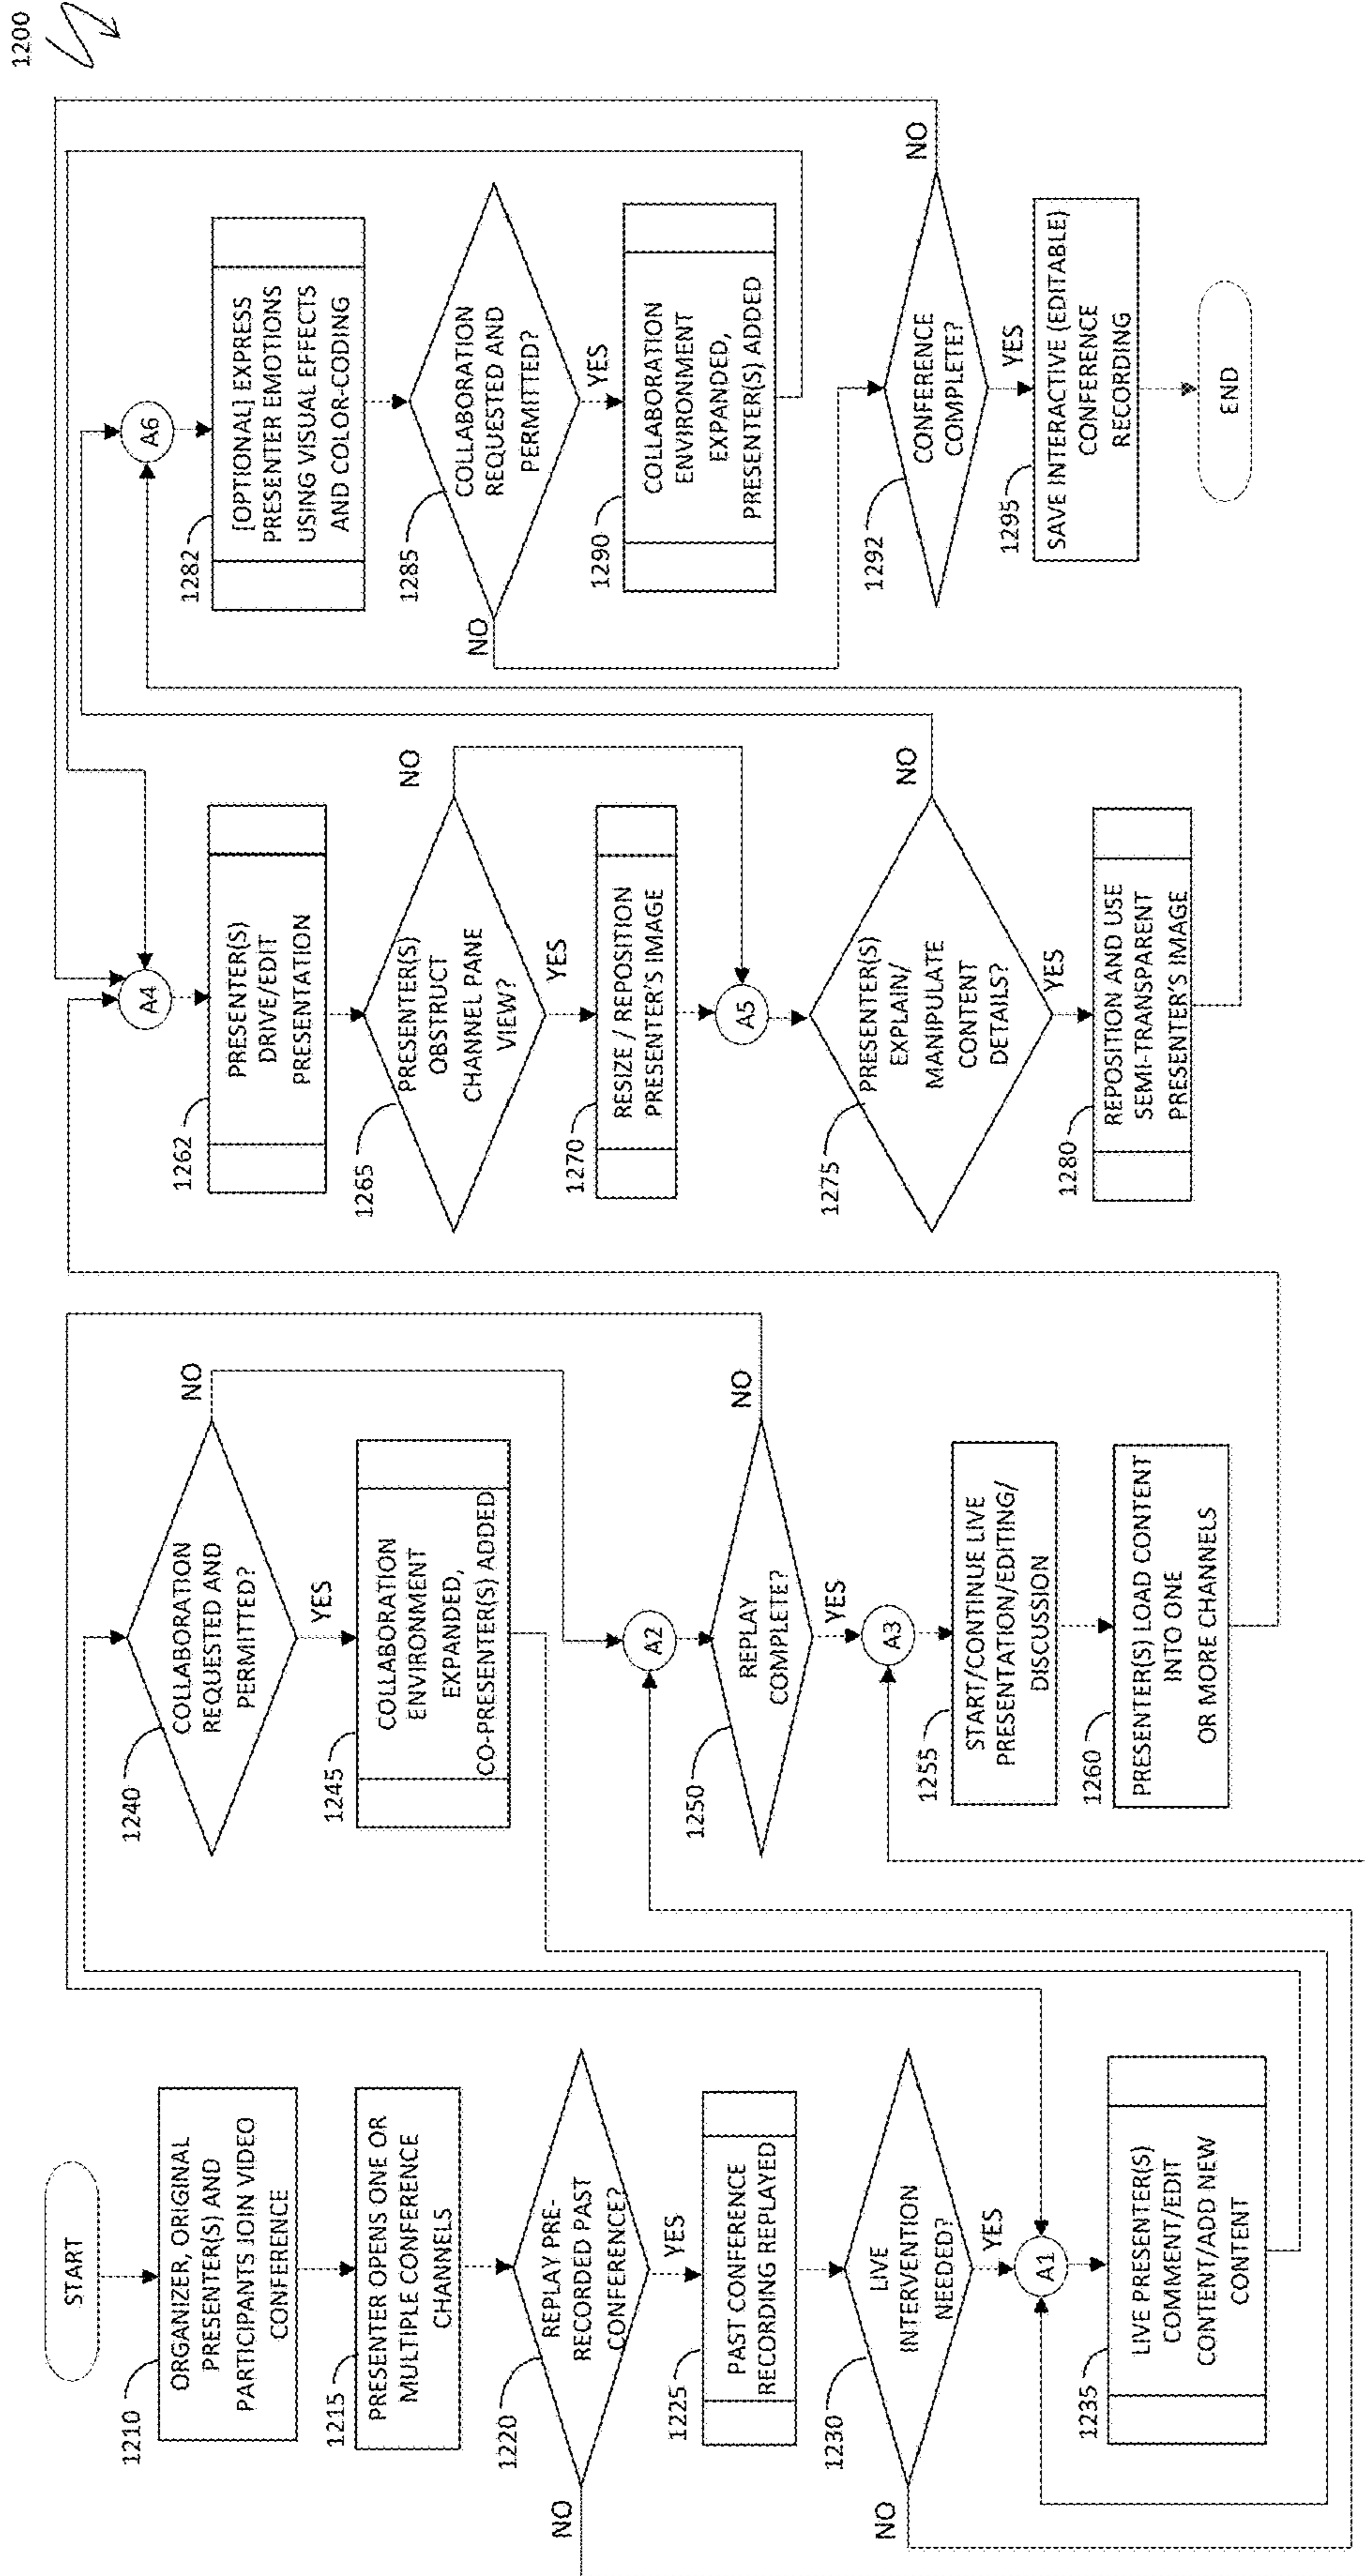 1200
START
1210
ORGANIZER, ORIGINAL
PRESENTER(S) AND
PARTICIPANTS JOIN VIDEO
CONFERENCE
1215
PRESENTER OPENS ONE OR
MULTIPLE CONFERENCE
CHANNELS
1220
REPLAY PRE-
RECORDED PAST
CONFERENCE?
NO
YES
1225
PAST CONFERENCE
RECORDING REPLAYED
1230
LIVE
INTERVENTION
NEEDED?
NO
YES
A1
1235
LIVE PRESENTER(S)
COMMENT/EDIT
CONTENT/ADD NEW
CONTENT
1240
COLLABORATION
REQUESTED AND
PERMITTED?
NO
YES
1245
COLLABORATION
ENVIRONMENT
EXPANDED,
CO-PRESENTER(S) ADDED
A2
1250
REPLAY
COMPLETE?
NO
YES
A3
1255
START/CONTINUE LIVE
PRESENTATION/EDITING/
DISCUSSION
1260
PRESENTER(S) LOAD CONTENT
INTO ONE
OR MORE CHANNELS
A4
1262
PRESENTER(S)
DRIVE/EDIT
PRESENTATION
1265
PRESENTER(S)
OBSTRUCT
CHANNEL PANE
VIEW?
NO
YES
1270
RESIZE / REPOSITION
PRESENTER'S IMAGE
A5
1275
PRESENTER(S)
EXPLAIN/
MANIPULATE
CONTENT
DETAILS?
NO
YES
1280
REPOSITION AND USE
SEMI-TRANSPARENT
PRESENTER'S IMAGE
A6
1282
[OPTIONAL] EXPRESS
PRESENTER EMOTIONS
USING VISUAL EFFECTS
AND COLOR-CODING
1285
COLLABORATION
REQUESTED AND
PERMITTED?
NO
YES
1290
COLLABORATION
ENVIRONMENT
EXPANDED,
PRESENTER(S) ADDED
1292
CONFERENCE
COMPLETE?
NO
YES
1295
SAVE INTERACTIVE (EDITABLE)
CONFERENCE
RECORDING
END